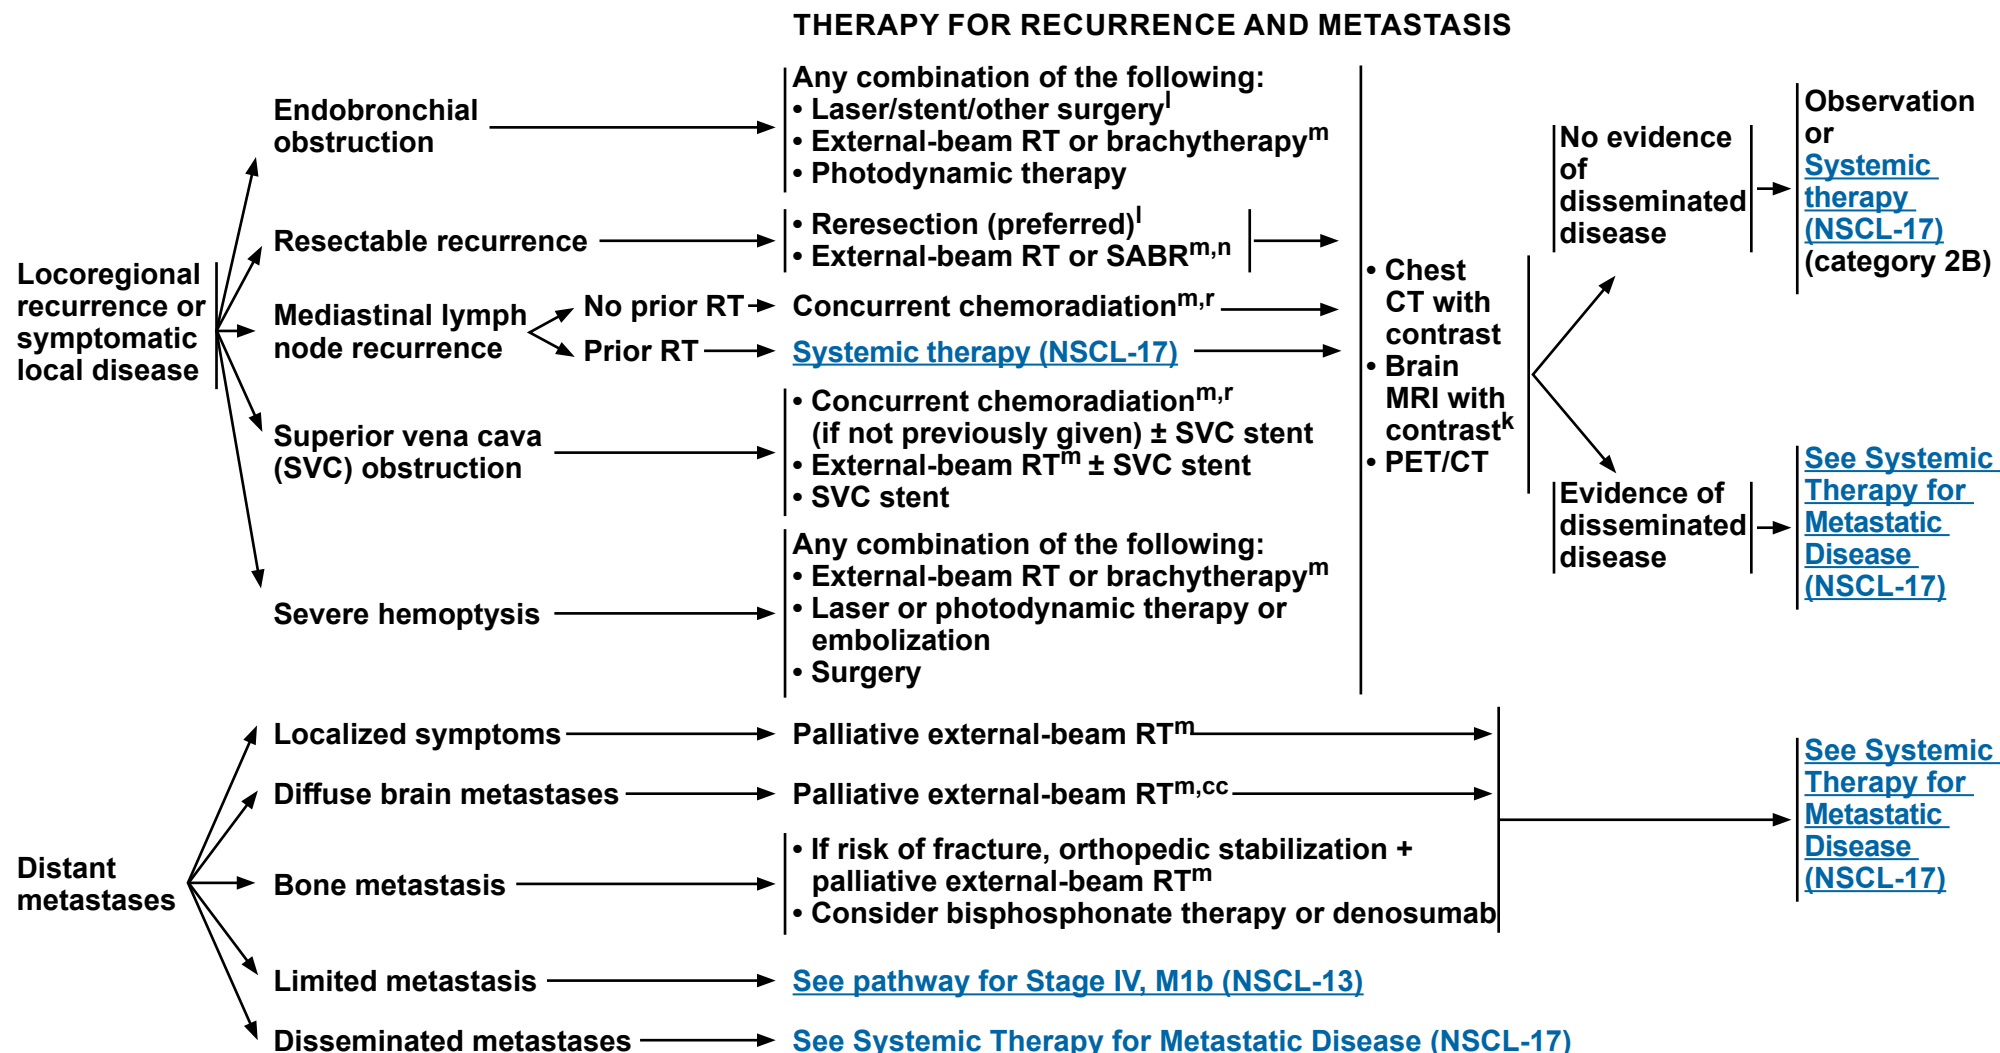 THERAPY FOR RECURRENCE AND METASTASIS
Locoregional
recurrence or
symptomatic
local disease
Endobronchial
obstruction
Any combination of the following:
• Laser/stent/other surgeryˡ
• External-beam RT or brachytherapyᵐ
• Photodynamic therapy
Resectable recurrence
• Reresection (preferred)ˡ
• External-beam RT or SABRᵐ,ⁿ
Mediastinal lymph
node recurrence
No prior RT
Concurrent chemoradiationᵐ,ʳ
Prior RT
Systemic therapy (NSCL-17)
Superior vena cava
(SVC) obstruction
• Concurrent chemoradiationᵐ,ʳ
(if not previously given) ± SVC stent
• External-beam RTᵐ ± SVC stent
• SVC stent
Severe hemoptysis
Any combination of the following:
• External-beam RT or brachytherapyᵐ
• Laser or photodynamic therapy or
embolization
• Surgery
• Chest
CT with
contrast
• Brain
MRI with
contrastᵏ
• PET/CT
No evidence
of
disseminated
disease
Observation
or
Systemic
therapy
(NSCL-17)
(category 2B)
Evidence of
disseminated
disease
See Systemic
Therapy for
Metastatic
Disease
(NSCL-17)
Distant
metastases
Localized symptoms
Palliative external-beam RTᵐ
Diffuse brain metastases
Palliative external-beam RTᵐ,ᶜᶜ
Bone metastasis
• If risk of fracture, orthopedic stabilization +
palliative external-beam RTᵐ
• Consider bisphosphonate therapy or denosumab
See Systemic
Therapy for
Metastatic
Disease
(NSCL-17)
Limited metastasis
See pathway for Stage IV, M1b (NSCL-13)
Disseminated metastases
See Systemic Therapy for Metastatic Disease (NSCL-17)